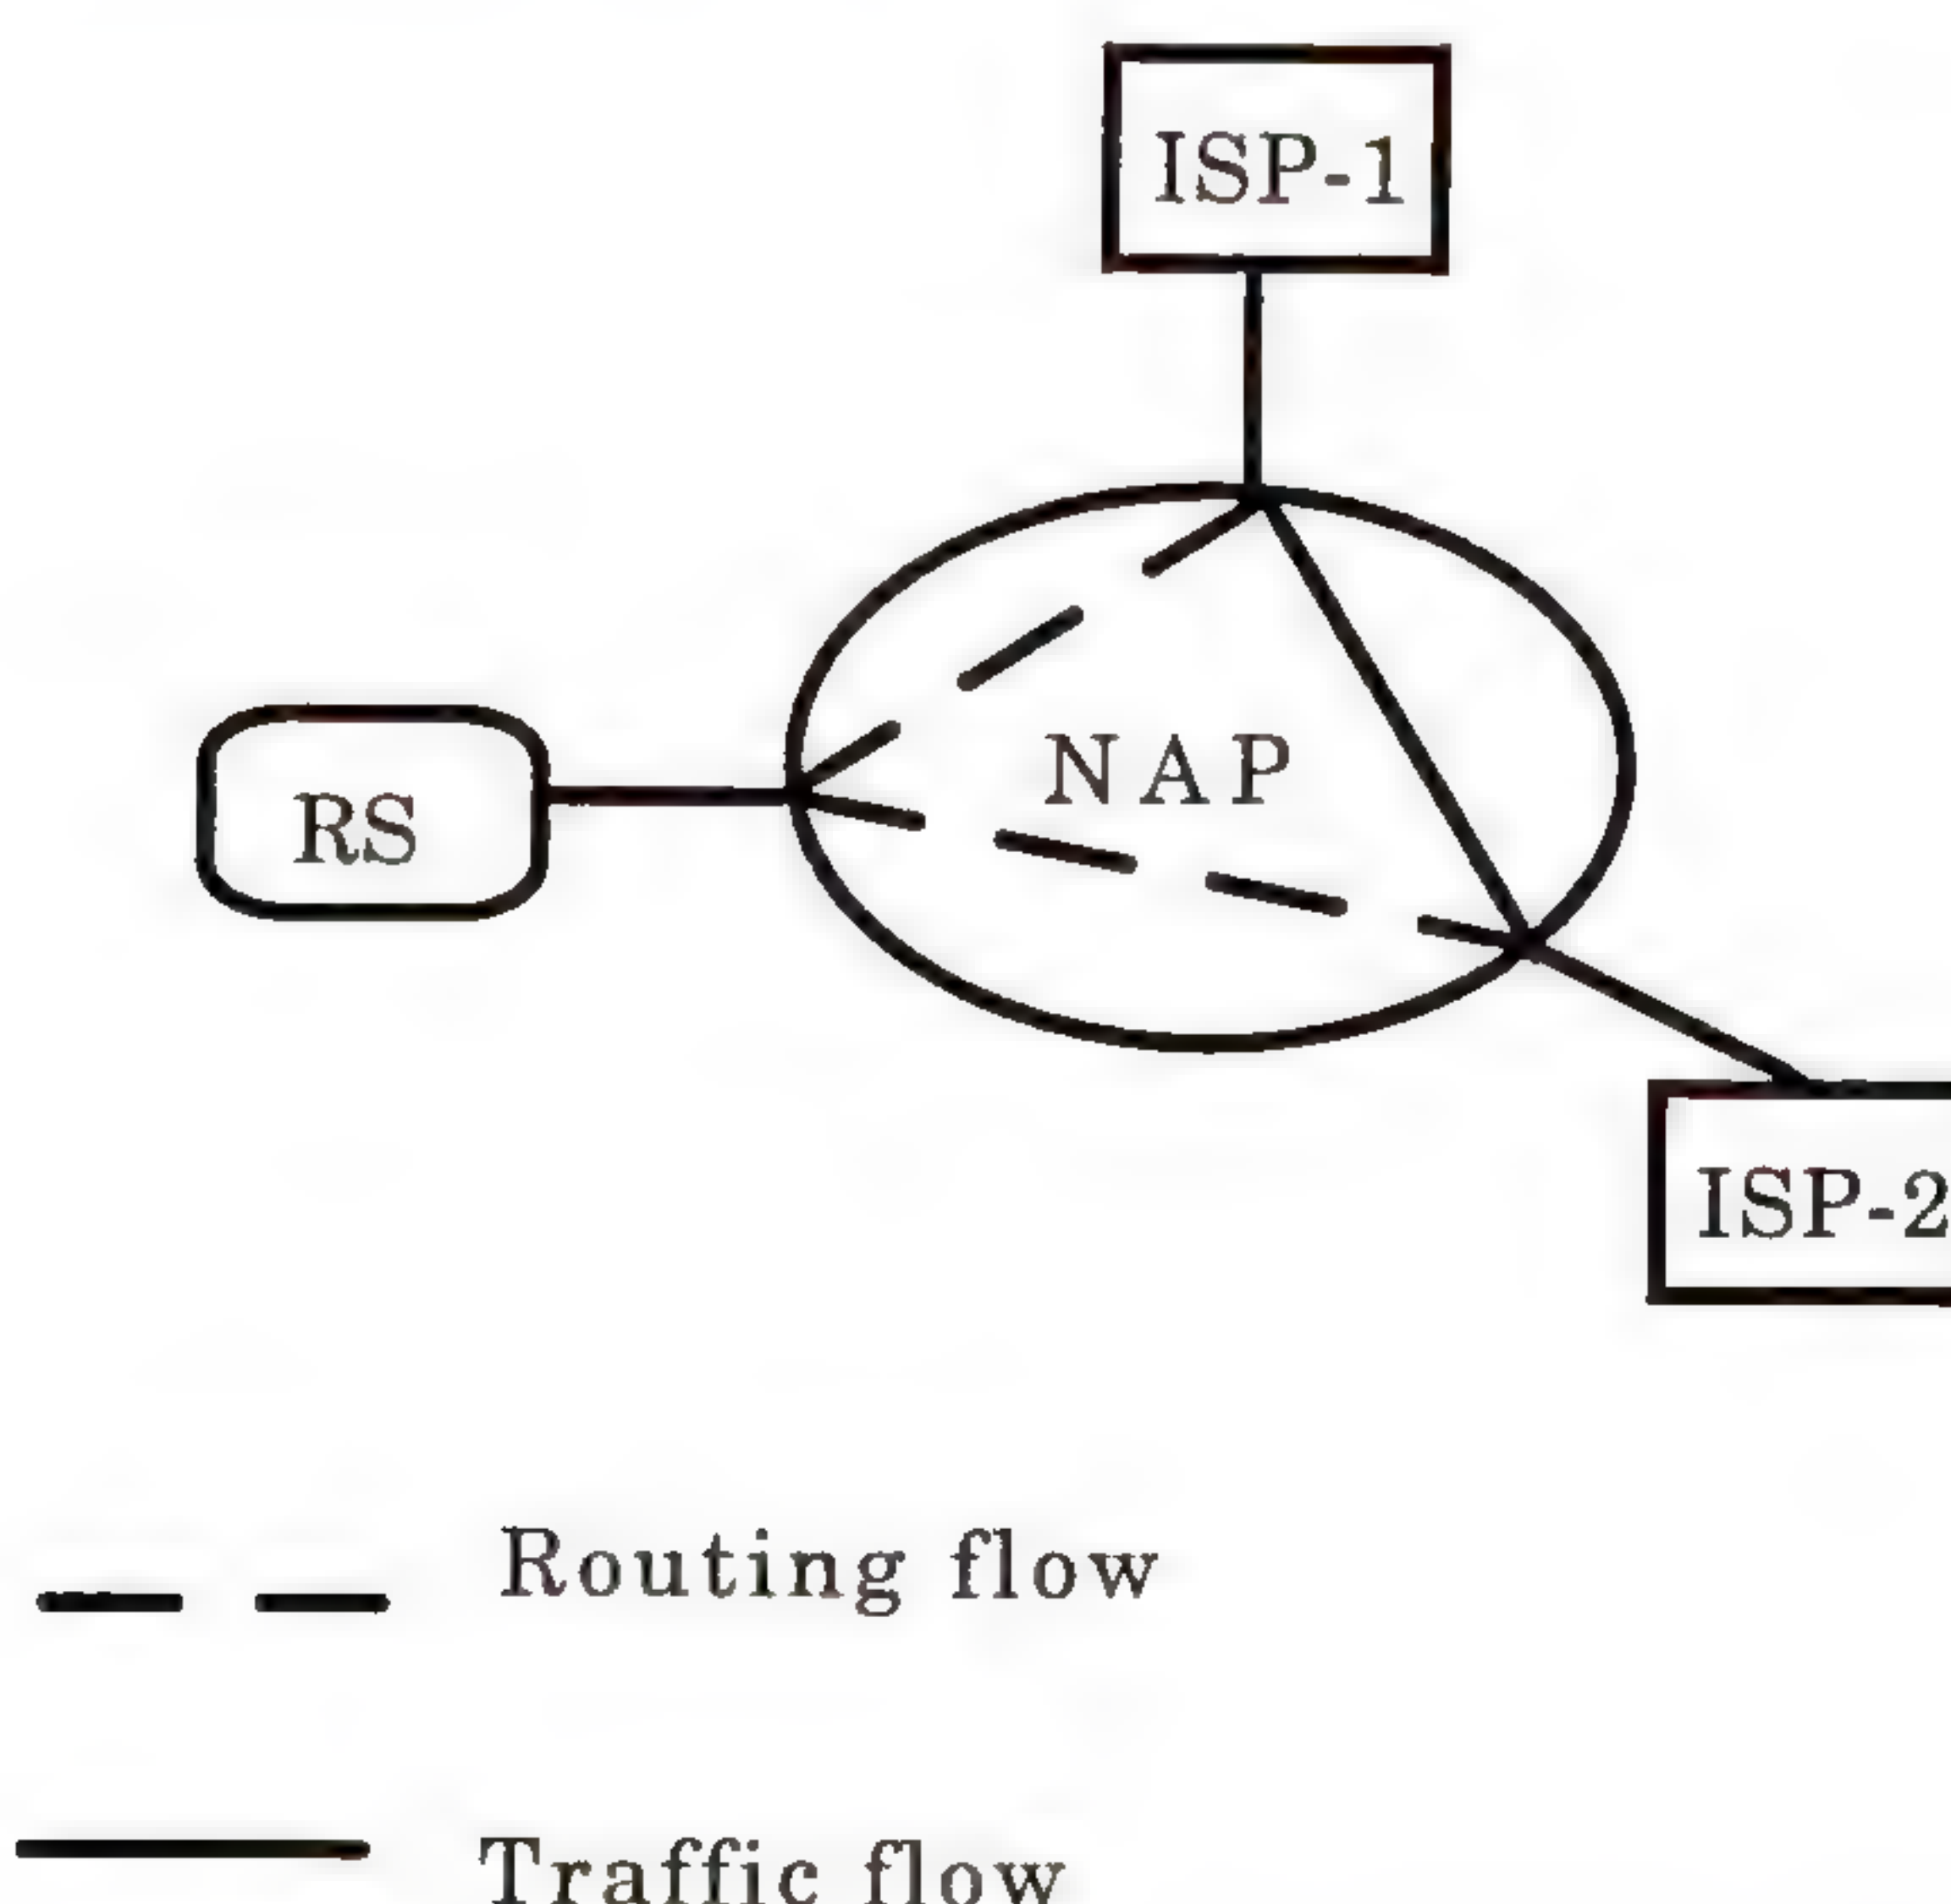 ISP-1
NAP
RS
ISP-2
Routing flow
Traffic flow